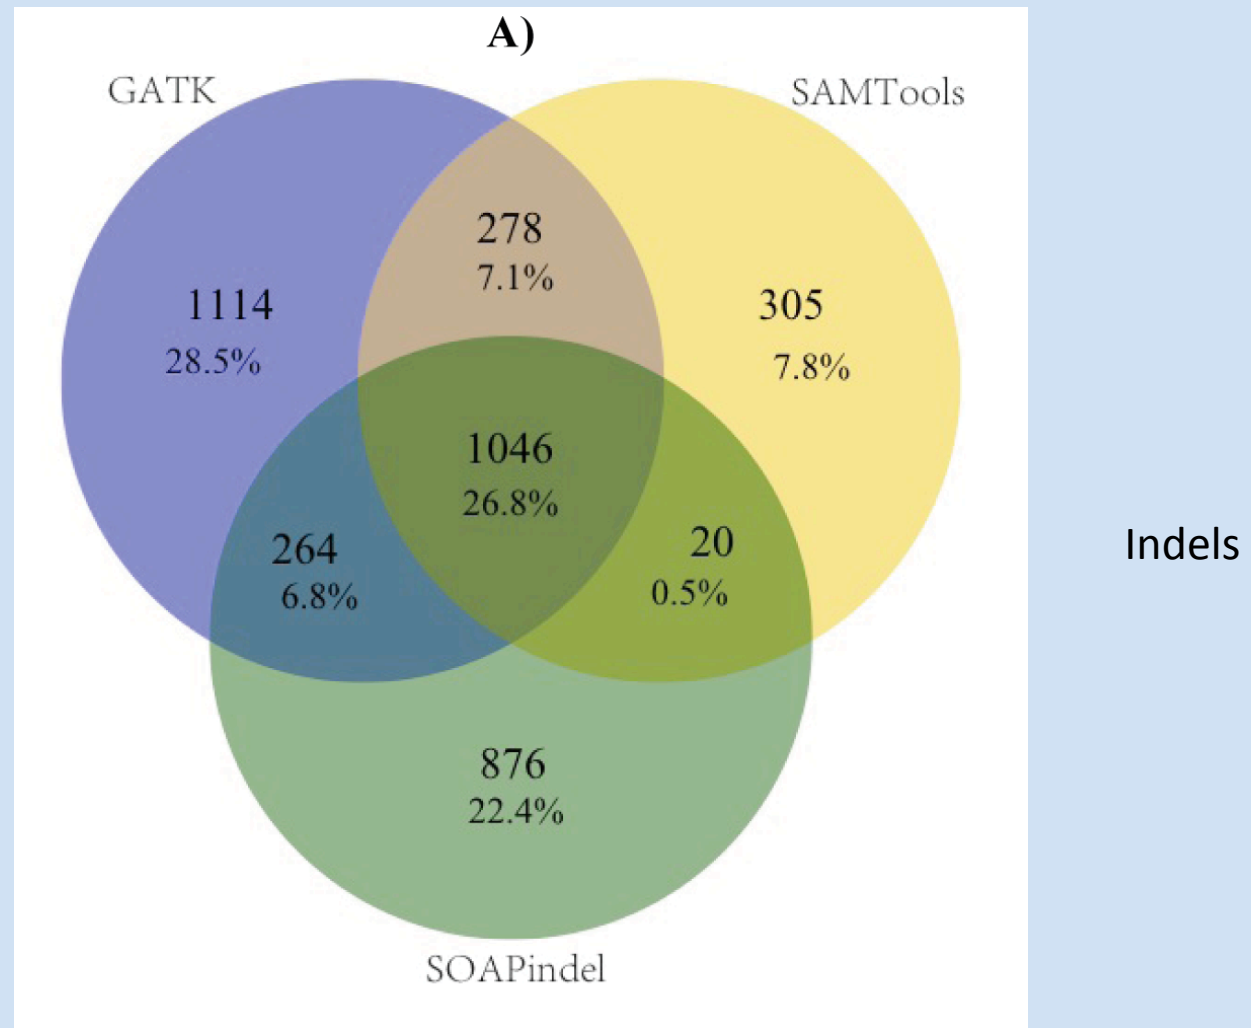 A)
GATK
SAMTools
278
7.1%
1114
28.5%
305
7.8%
1046
26.8%
264
6.8%
20
0.5%
Indels
876
22.4%
SOAPindel